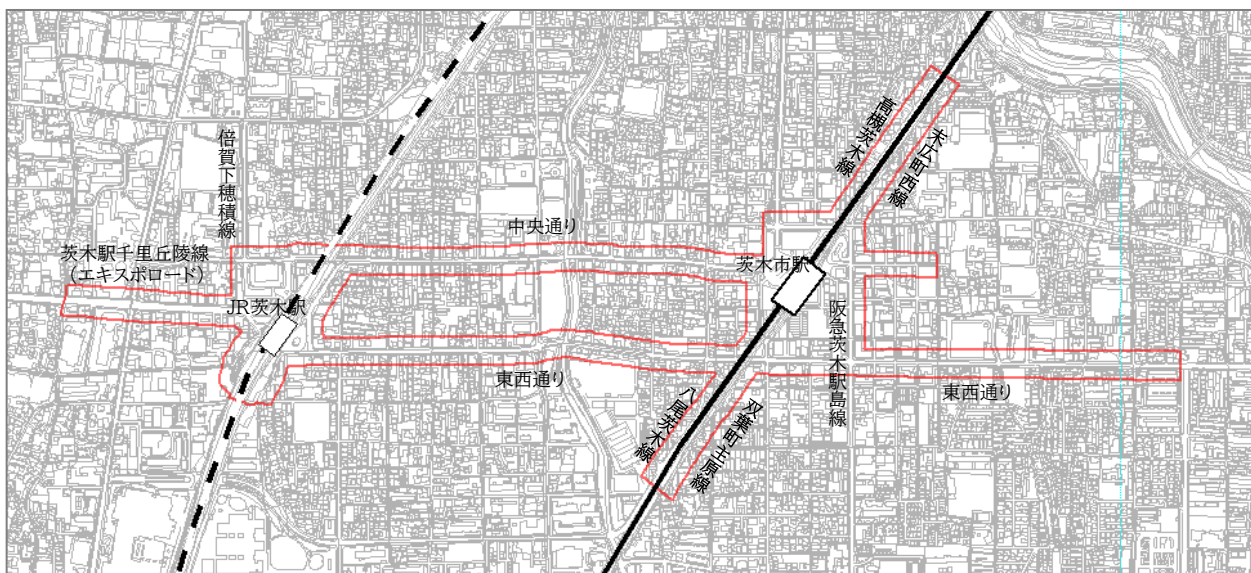 高槻茨木線
末広町西線
倍賀下穂積線
中央通り
茨木駅千里丘陵線
（エキスポロード）
茨木市駅
JR茨木駅
阪急茨木駅島線
東西通り
東西通り
八尾茨木線
双葉町主原線